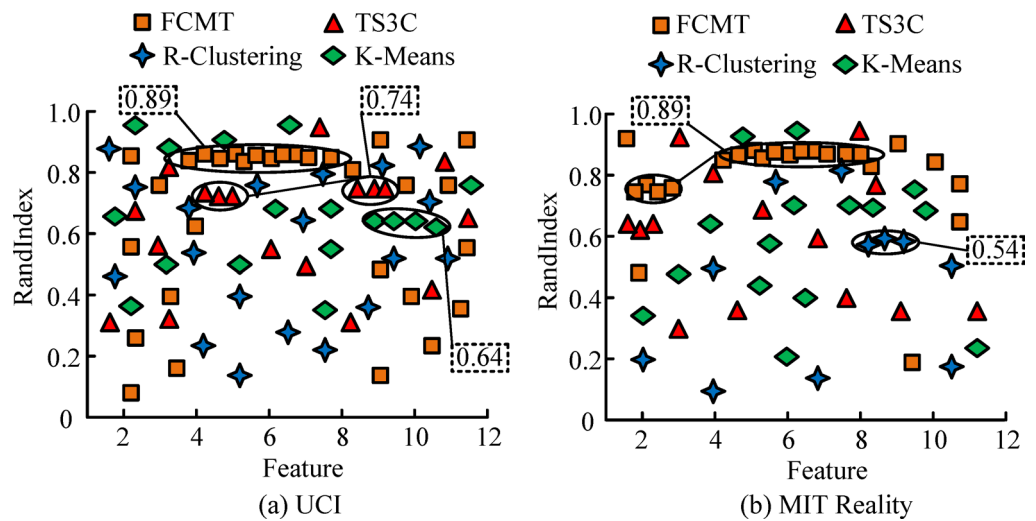 FCMT
TS3C
R-Clustering
K-Means
0.89
0.74
1.0
0.8
0.6
0.4
0.2
0
RandIndex
0.64
2
4
6
8
10
12
Feature
(a) UCI
FCMT
TS3C
R-Clustering
K-Means
0.89
1.0
0.8
0.6
0.4
0.2
0
RandIndex
0.54
2
4
6
8
10
12
Feature
(b) MIT Reality